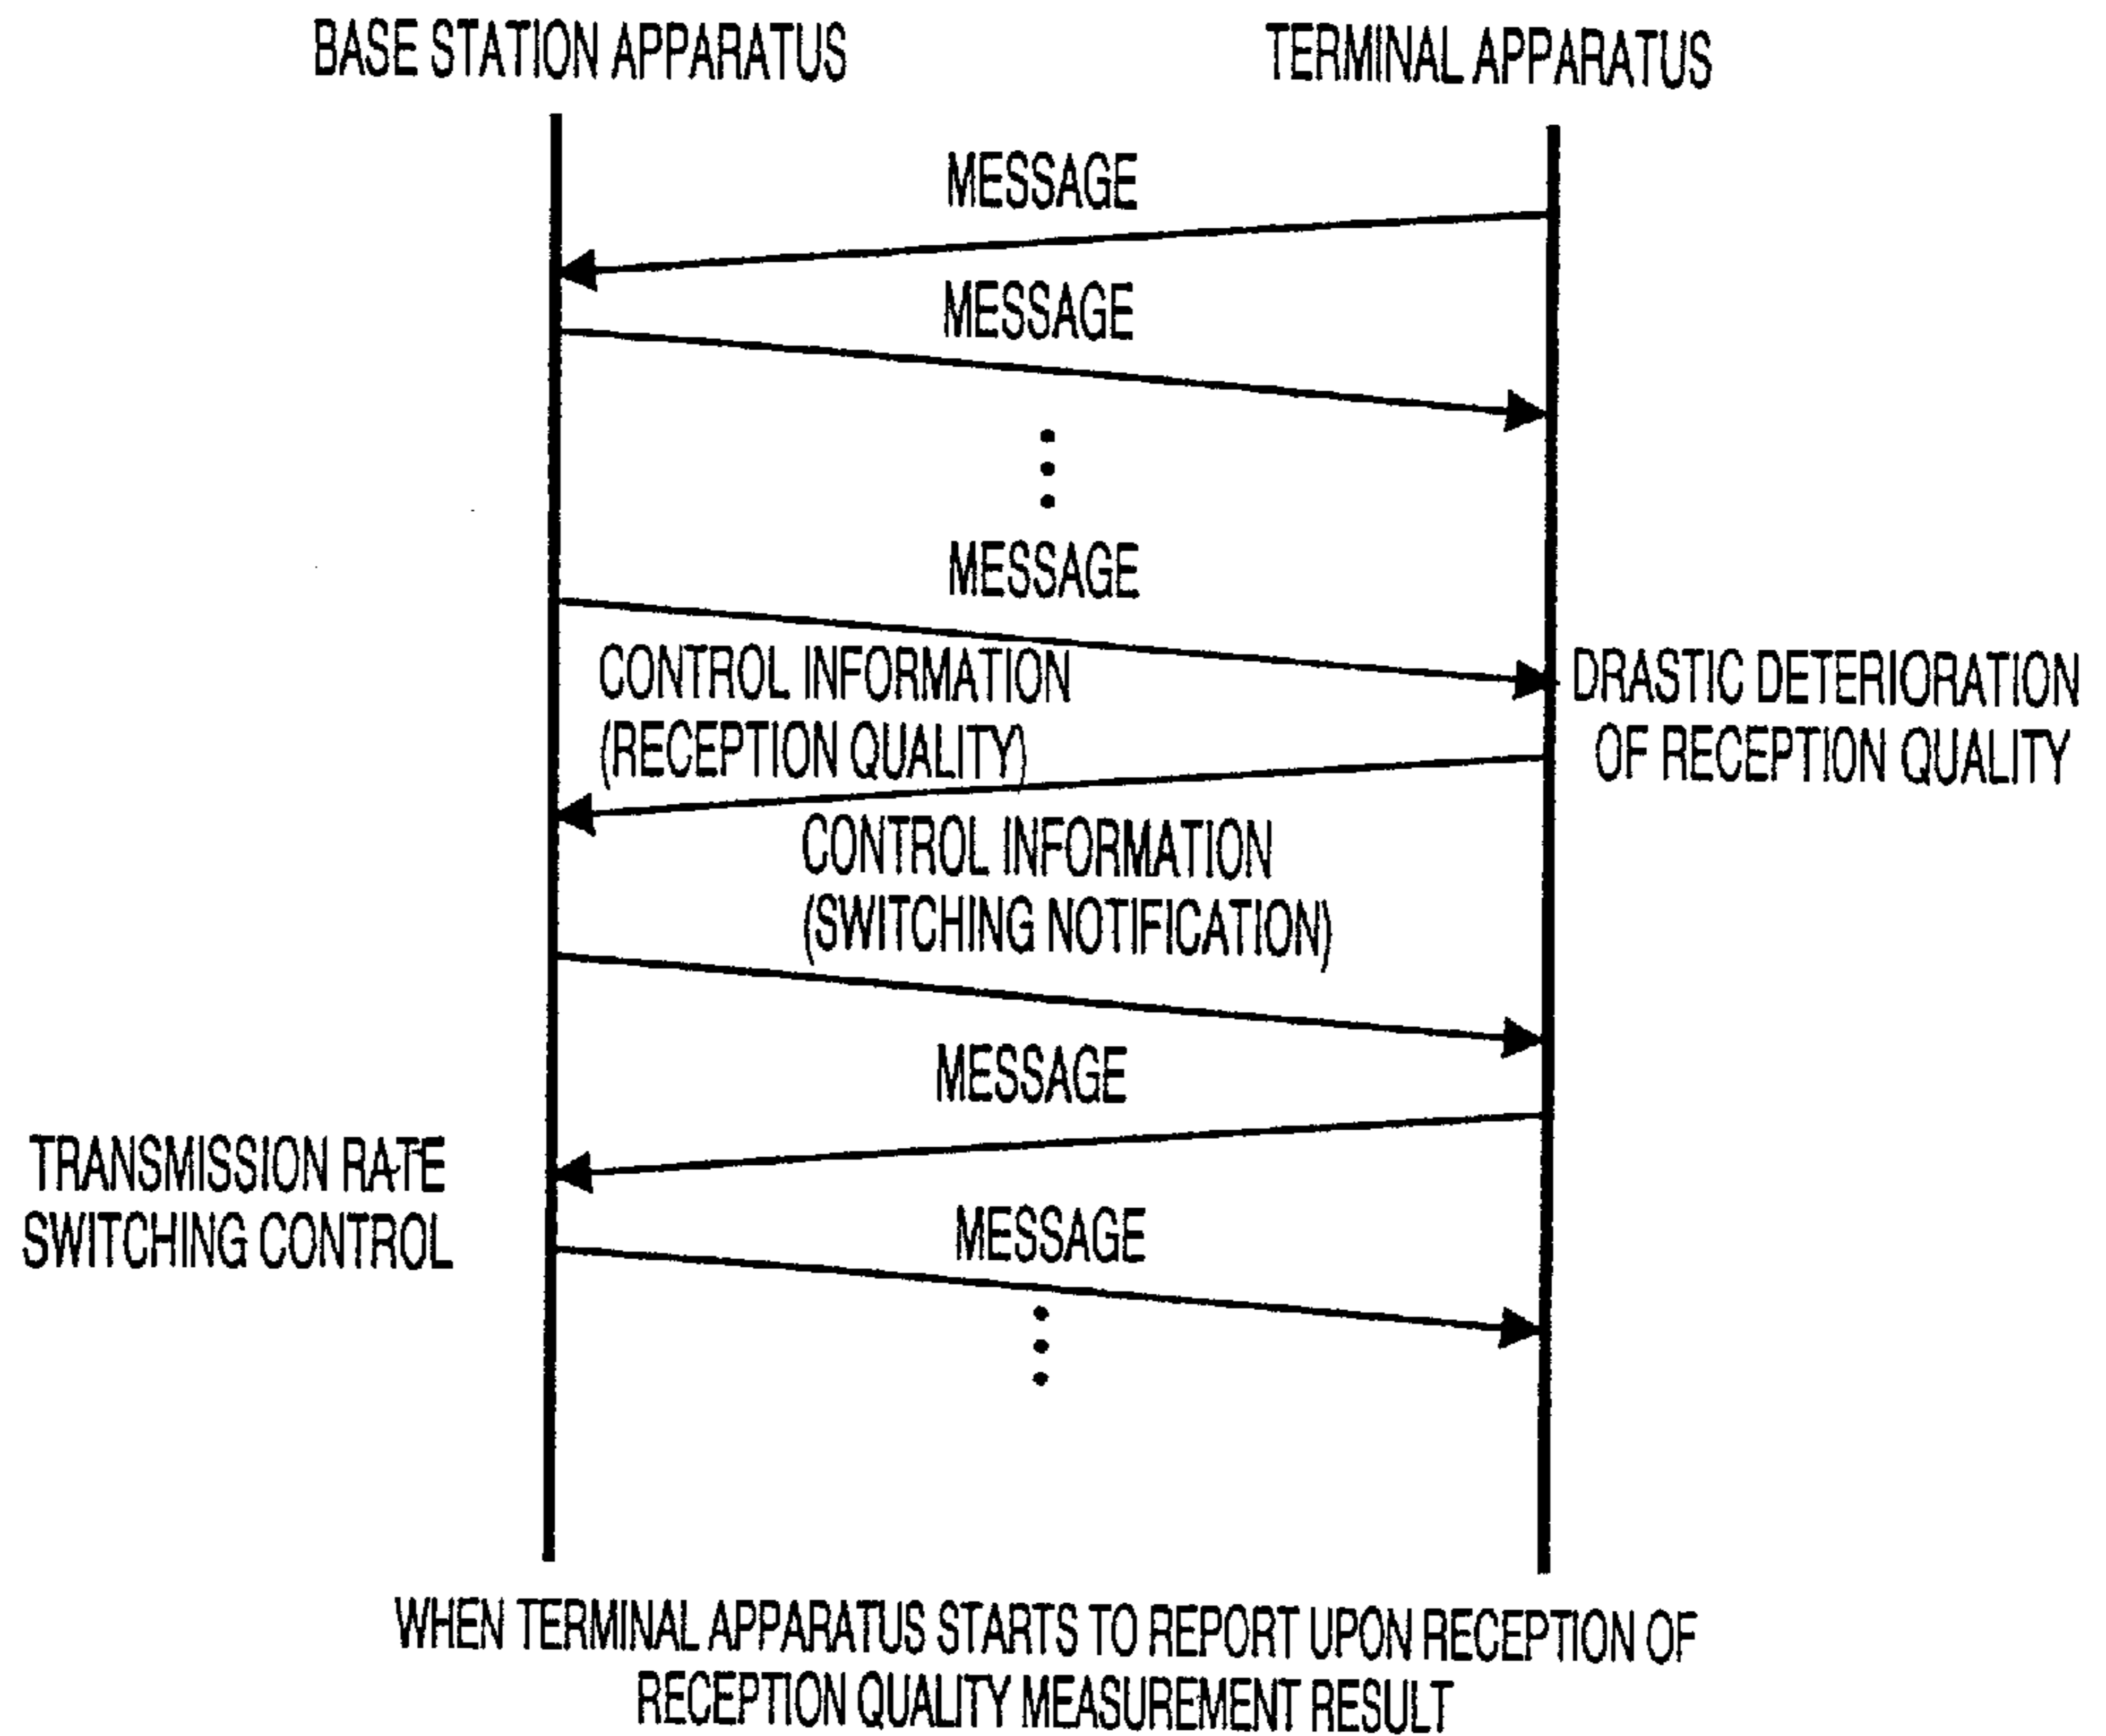 BASE STATION APPARATUS
TERMINAL APPARATUS
MESSAGE
MESSAGE
MESSAGE
CONTROL INFORMATION
(RECEPTION QUALITY)
DRASTIC DETERIORATION
OF RECEPTION QUALITY
CONTROL INFORMATION
(SWITCHING NOTIFICATION)
MESSAGE
TRANSMISSION RATE
SWITCHING CONTROL
MESSAGE
WHEN TERMINAL APPARATUS STARTS TO REPORT UPON RECEPTION OF
RECEPTION QUALITY MEASUREMENT RESULT